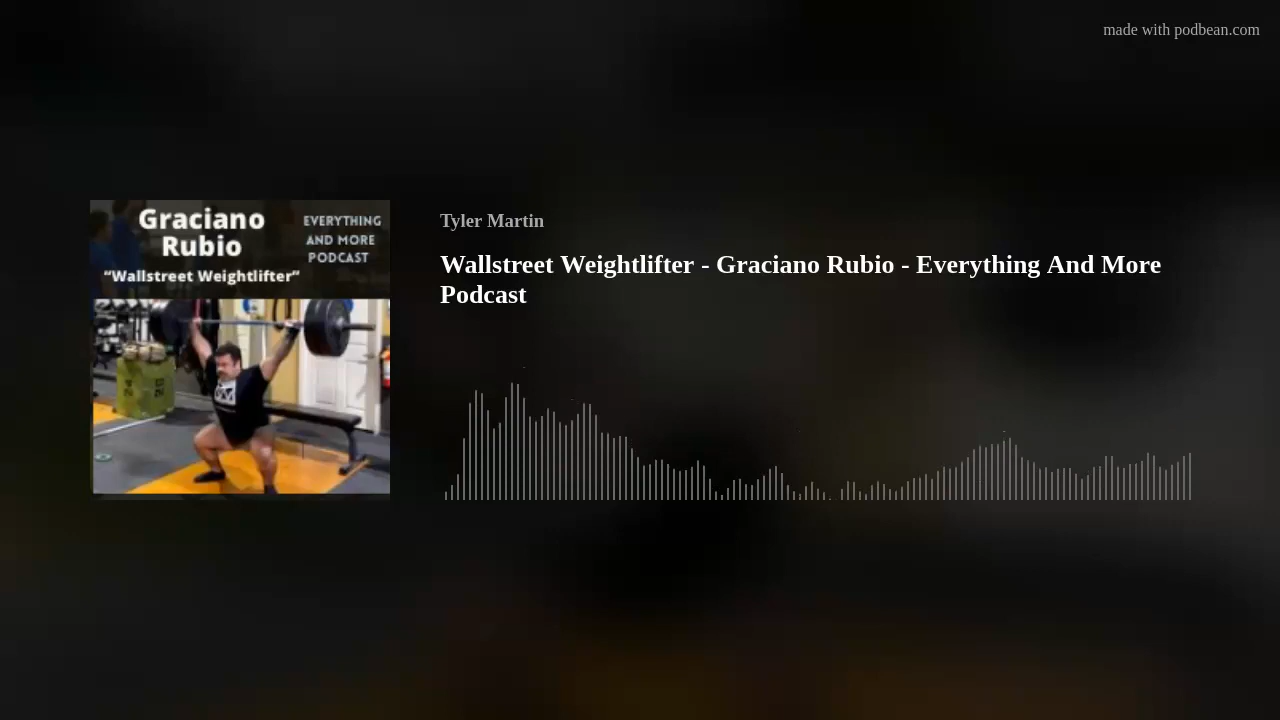 made with podbean.com
Graciano
Rubio
“Wallstreet Weightlifter”
EVERYTHING
AND MORE
PODCAST
Tyler Martin
Wallstreet Weightlifter - Graciano Rubio - Everything And More
Podcast